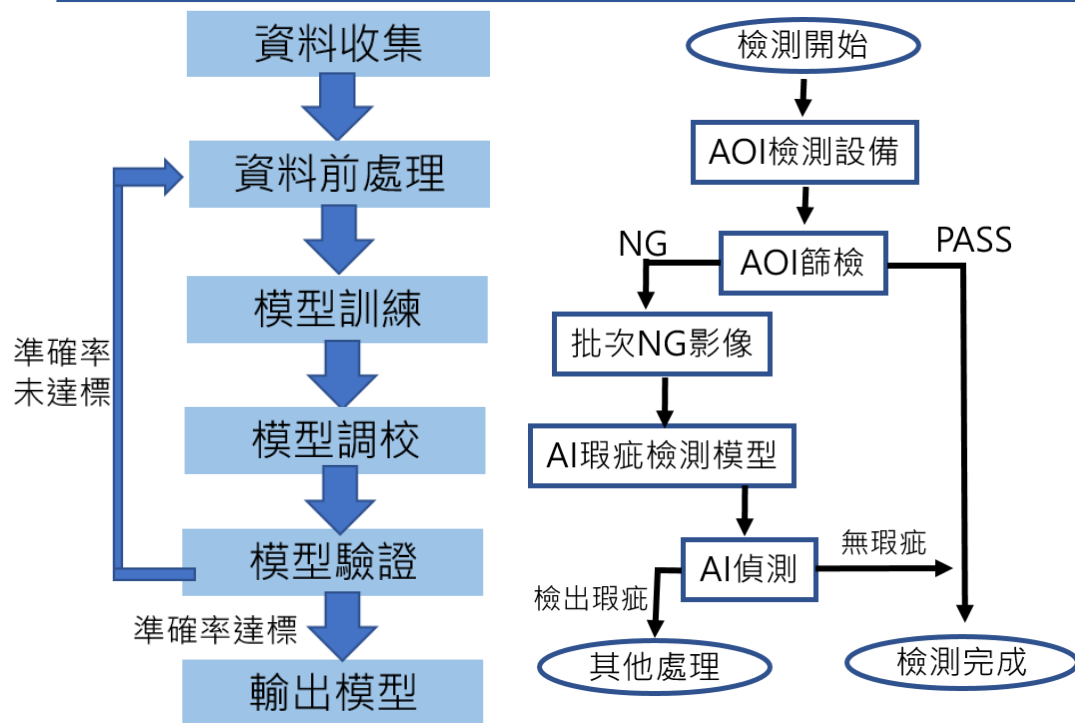 資料收集
資料前處理
模型訓練
準確率
未達標
模型調校
模型驗證
準確率達標
輸出模型
檢測開始
AOI檢測設備
NG
PASS
AOI篩檢
批次NG影像
AI瑕疵檢測模型
AI偵測
無瑕疵
檢出瑕疵
其他處理
檢測完成